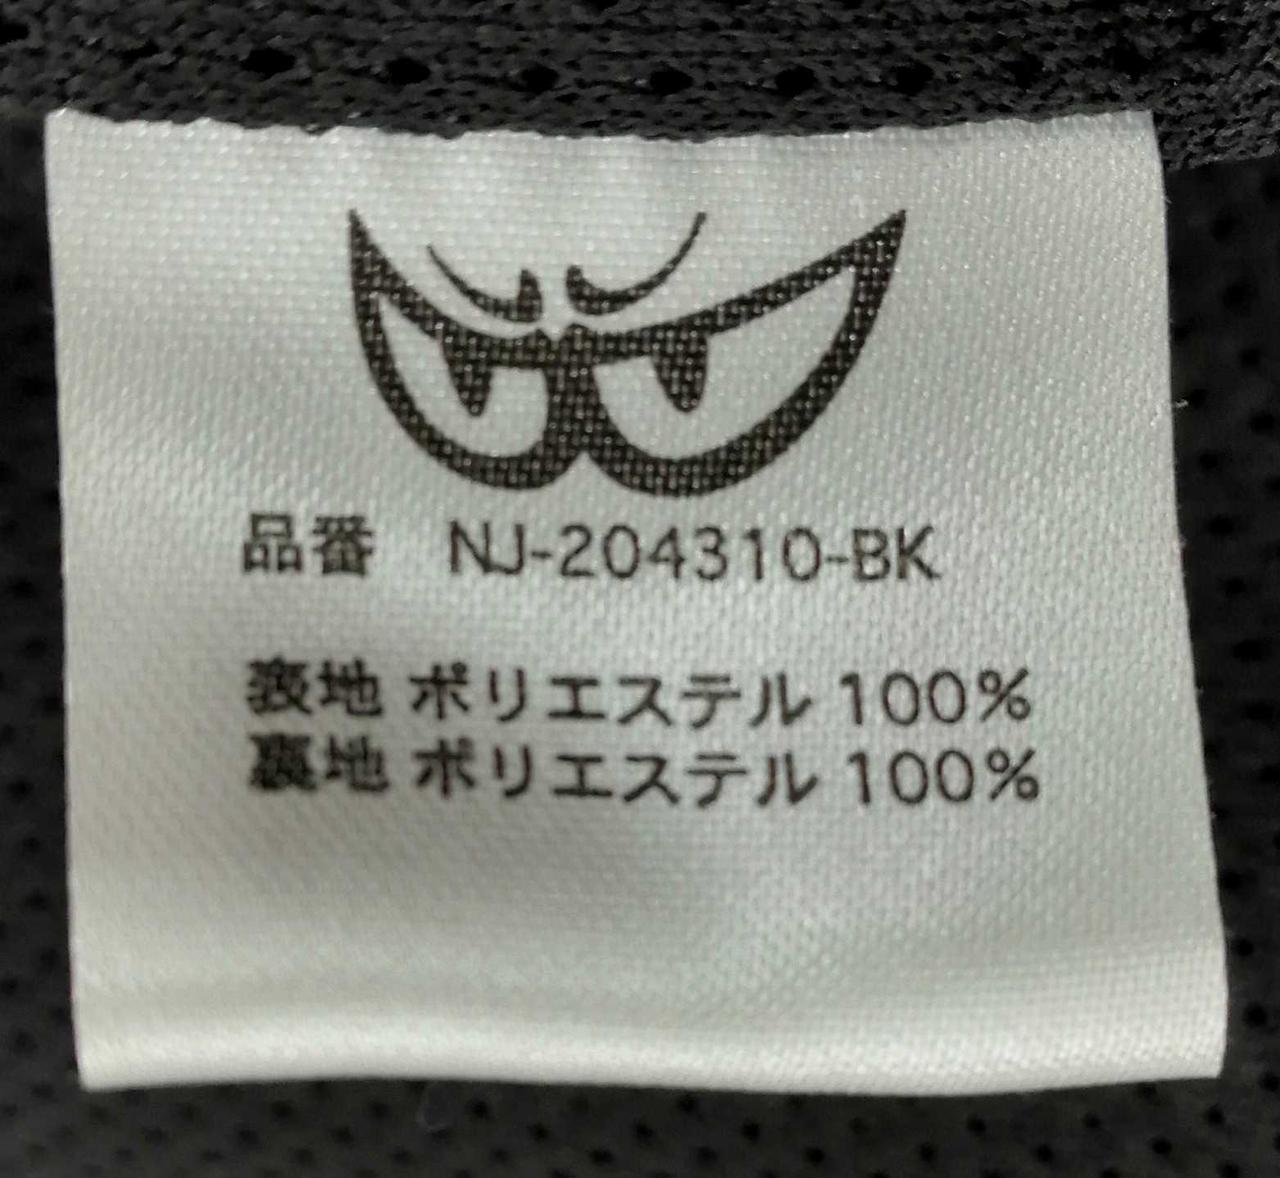 品番 NJ-204310-BK
表地 ポリエステル 100%
裏地 ポリエステル 100%